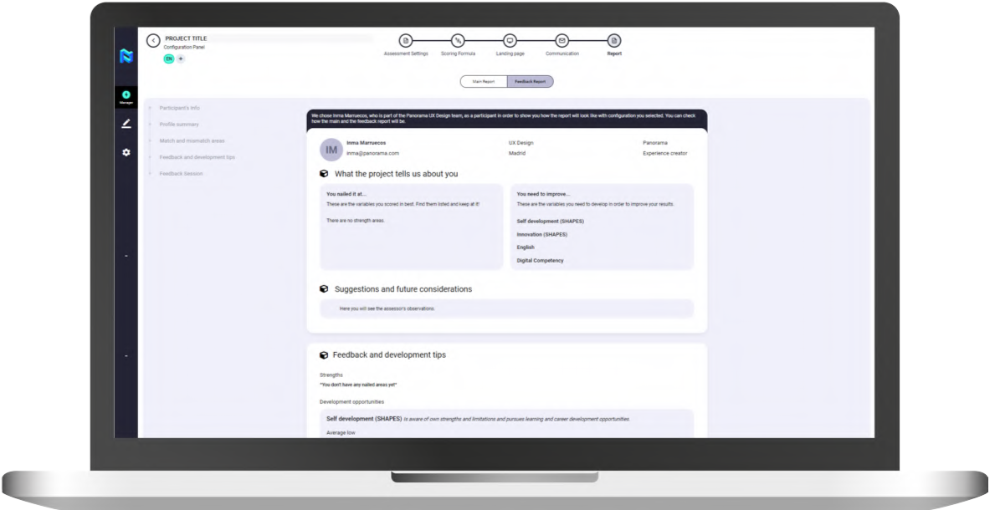 PROJECT TITLE
Configuration Panel
EN +
Assessment Settings
Scoring Formula
Landing page
Communication
Report
Main Report
Feedback Report
Manager
Participant's Info
Profile summary
Match and mismatch areas
Feedback and development tips
Feedback Session
We chose Inma Marruecos, who is part of the Panorama UX Design team, as a participant in order to show you how the report will look like with configuration you selected. You can check
how the main and the feedback report will be.
IM
Inma Marruecos
inma@panorama.com
UX Design
Madrid
Panorama
Experience creator
What the project tells us about you
You nailed it at...
These are the variables you scored in best. Find them listed and keep at it!
There are no strength areas.
You need to improve...
These are the variables you need to develop in order to improve your results.
Self development (SHAPES)
Innovation (SHAPES)
English
Digital Competency
Suggestions and future considerations
Here you will see the assessor's observations.
Feedback and development tips
Strengths
"You don't have any nailed areas yet"
Development opportunities
Self development (SHAPES) is aware of own strengths and limitations and pursues learning and career development opportunities.
Average low